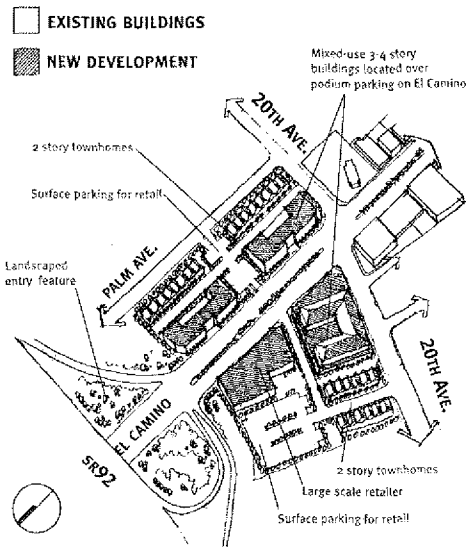 EXISTING BUILDINGS
NEW DEVELOPMENT
Mixed-use 3-4 story
buildings located over
podium parking on El Camino
20TH AVE.
2 story townhomes
Surface parking for retail
PALM AVE.
Landscaped
entry feature
20TH AVE.
EL CAMINO
SR92
2 story townhomes
Large scale retailer
Surface parking for retail